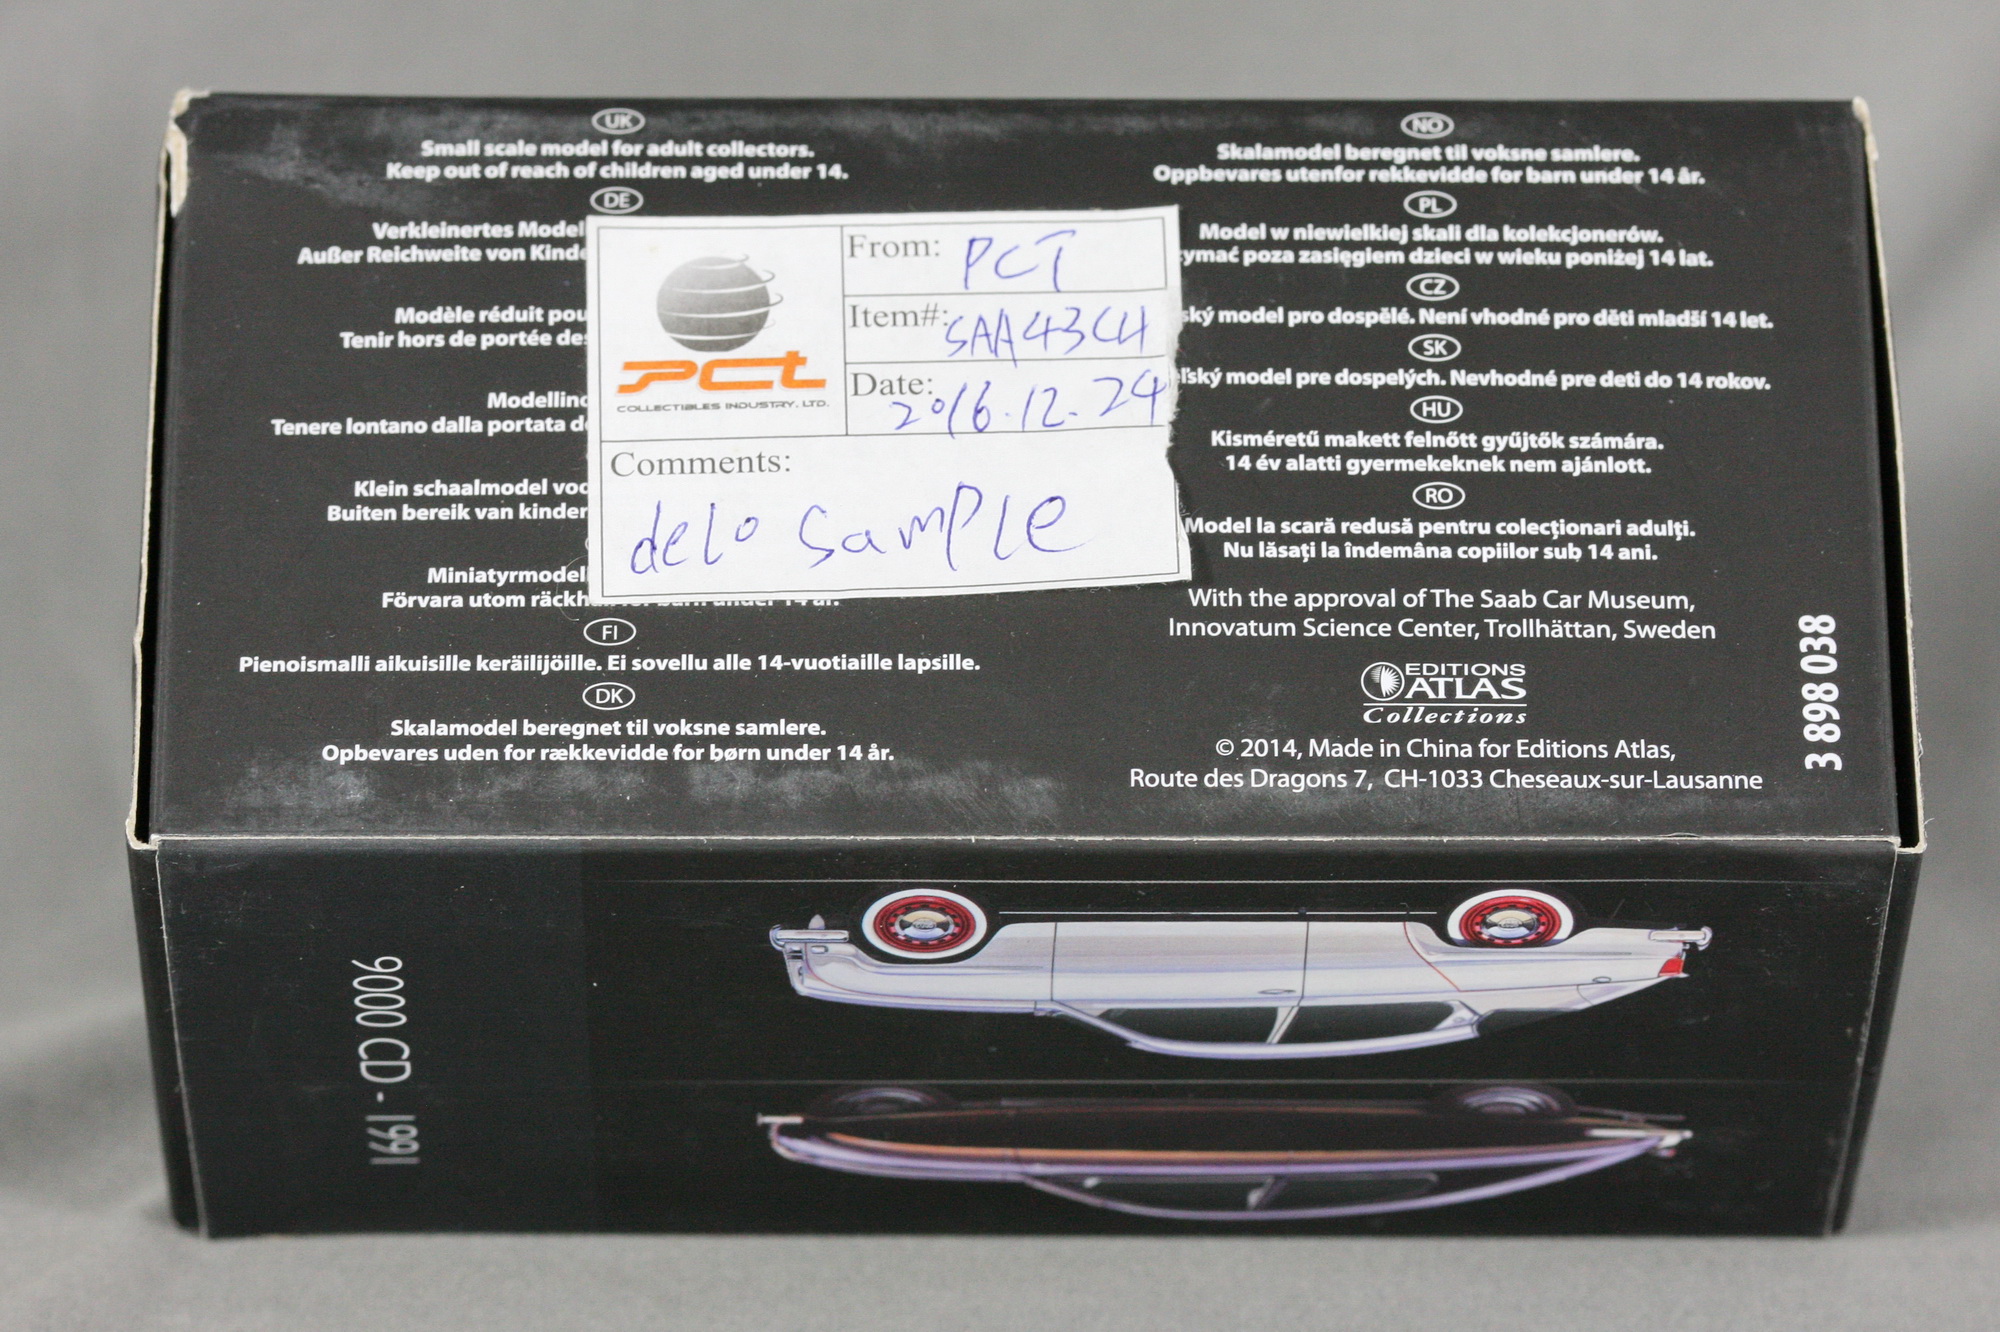 UK
Small scale model for adult collectors.
Keep out of reach of children aged under 14.
DE
Verkleinertes Model
Außer Reichweite von Kinde
Modèle réduit pou
Tenir hors de portée des
Modellino
Tenere lontano dalla portata d
Klein schaalmodel voo
Buiten bereik van kinder
Miniatyrmodel
Förvara utom räckh
FI
Pienoismalli aikuisille keräilijöille. Ei sovellu alle 14-vuotiaille lapsille.
DK
Skalamodel beregnet til voksne samlere.
Opbevares uden for rækkevidde for børn under 14 år.
PCT
COLLECTIBLES INDUSTRY. LTD.
From: PCT
Item#: SAA43CH
Date: 2016.12.24
Comments:
delo sample
NO
Skalamodel beregnet til voksne samlere.
Oppbevares utenfor rekkevidde for barn under 14 år.
PL
Model w niewielkiej skali dla kolekcjonerów.
ymać poza zasięgiem dzieci w wieku poniżej 14 lat.
CZ
ský model pro dospělé. Není vhodné pro děti mladší 14 let.
SK
ľský model pre dospelých. Nevhodné pre deti do 14 rokov.
HU
Kisméretű makett felnőtt gyűjtők számára.
14 év alatti gyermekeknek nem ajánlott.
RO
Model la scară redusă pentru colecționari adulți.
Nu lăsați la îndemâna copiilor sub 14 ani.
With the approval of The Saab Car Museum,
Innovatum Science Center, Trollhättan, Sweden
EDITIONS
ATLAS
Collections
© 2014, Made in China for Editions Atlas,
Route des Dragons 7, CH-1033 Cheseaux-sur-Lausanne
3 898 038
9000 CD - 1991